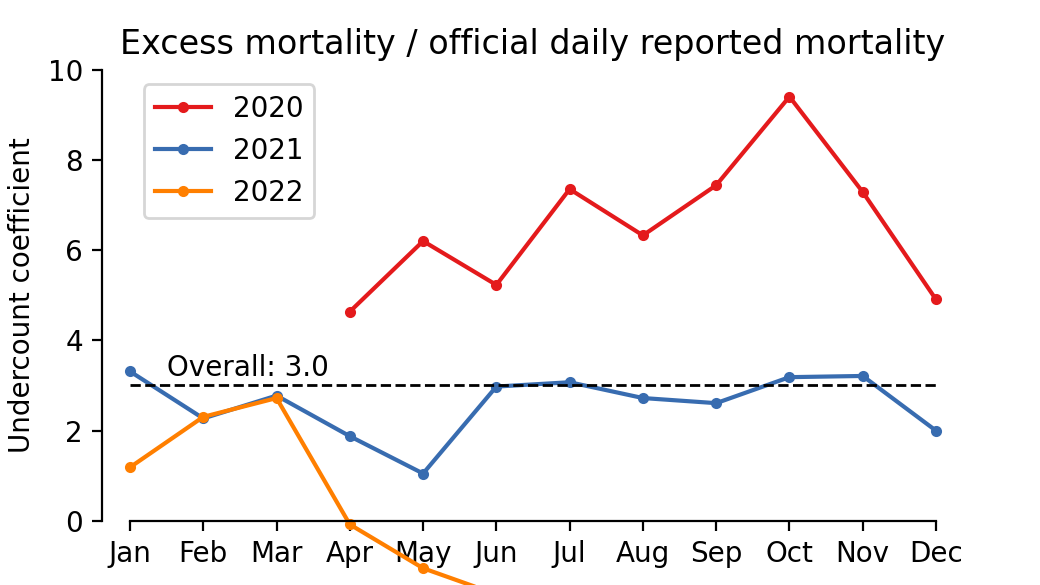 Excess mortality / official daily reported mortality
Undercount coefficient
10
8
6
4
2
0
2020
2021
2022
Overall: 3.0
Jan Feb Mar Apr May Jun Jul Aug Sep Oct Nov Dec